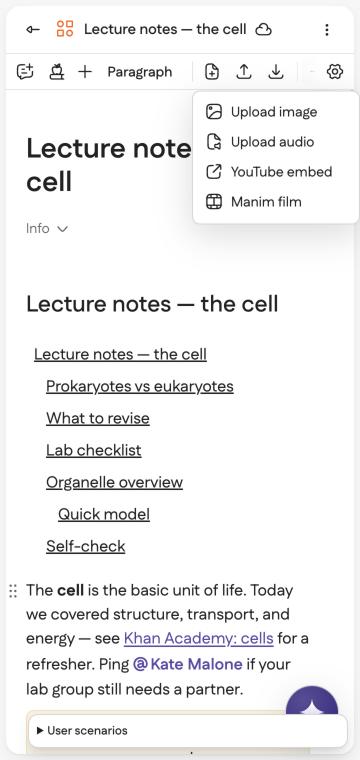 Lecture notes — the cell
Paragraph
Upload image
Upload audio
YouTube embed
Manim film
Lecture note
cell
Info
Lecture notes — the cell
Lecture notes — the cell
Prokaryotes vs eukaryotes
What to revise
Lab checklist
Organelle overview
Quick model
Self-check
The cell is the basic unit of life. Today
we covered structure, transport, and
energy — see Khan Academy: cells for a
refresher. Ping @Kate Malone if your
lab group still needs a partner.
User scenarios